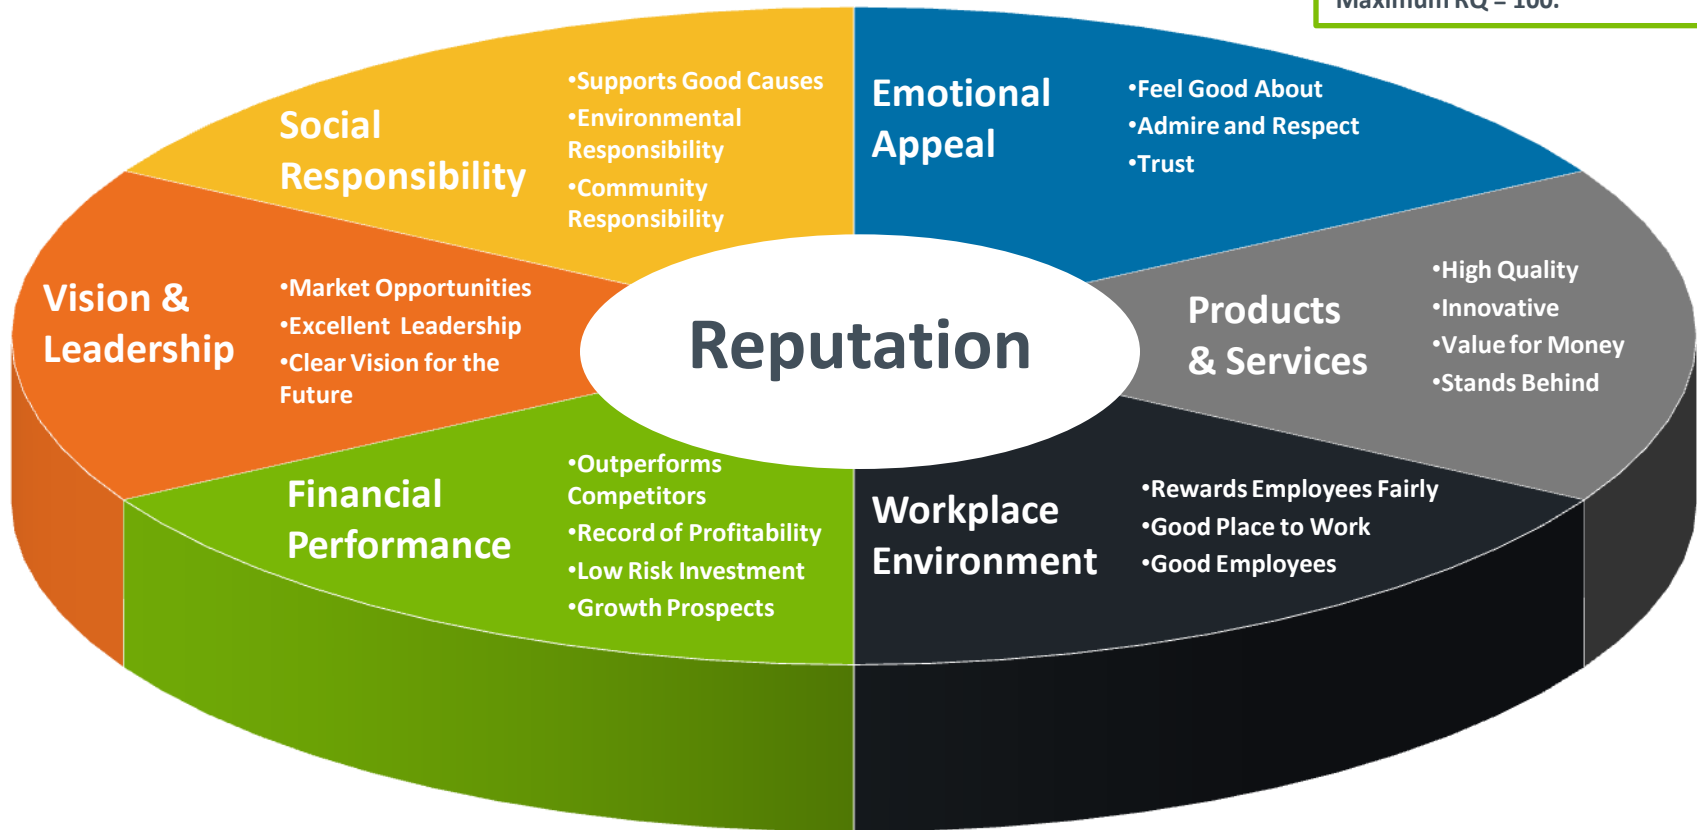 Maximum RQ = 100.
Social
Responsibility
•Supports Good Causes
•Environmental
Responsibility
•Community
Responsibility
Emotional
Appeal
•Feel Good About
•Admire and Respect
•Trust
Vision &
Leadership
•Market Opportunities
•Excellent Leadership
•Clear Vision for the
Future
Reputation
Products
& Services
•High Quality
•Innovative
•Value for Money
•Stands Behind
Financial
Performance
•Outperforms
Competitors
•Record of Profitability
•Low Risk Investment
•Growth Prospects
Workplace
Environment
•Rewards Employees Fairly
•Good Place to Work
•Good Employees